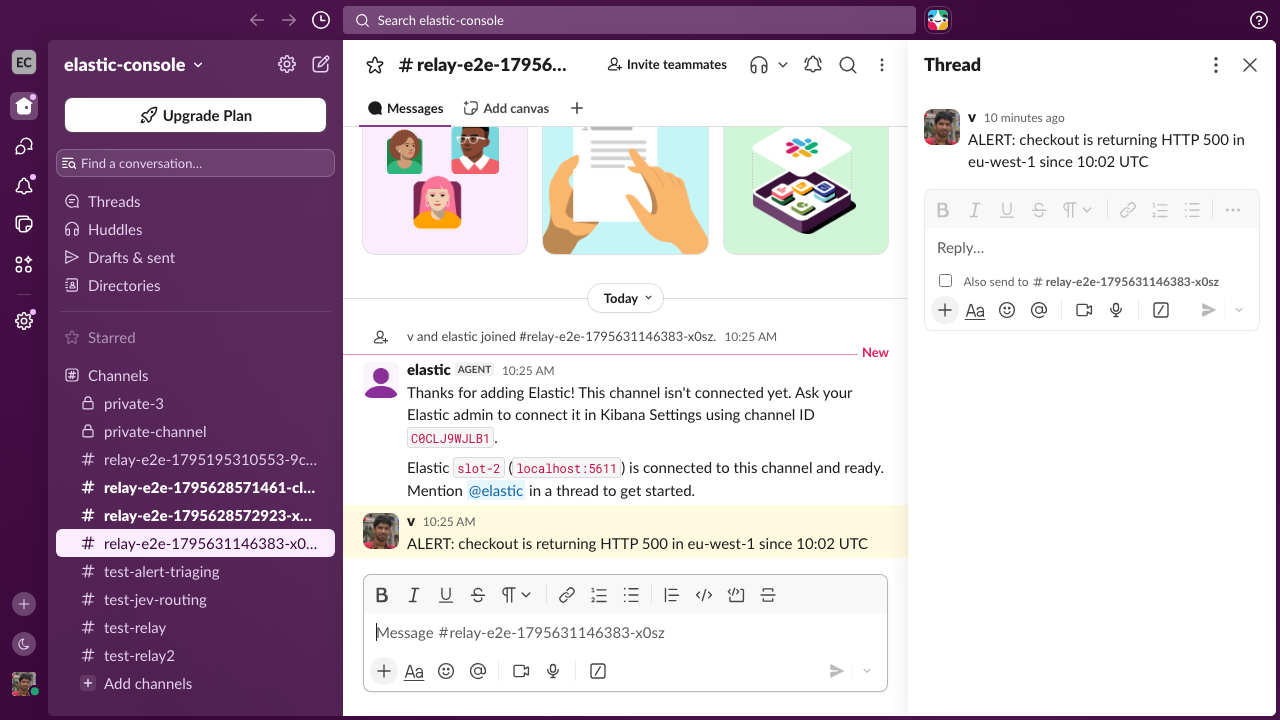 Search elastic-console
EC
elastic-console
Upgrade Plan
Find a conversation...
Threads
Huddles
Drafts & sent
Directories
Starred
Channels
private-3
private-channel
relay-e2e-1795195310553-9c...
relay-e2e-1795628571461-cl...
relay-e2e-1795628572923-x...
relay-e2e-1795631146383-x0...
test-alert-triaging
test-jev-routing
test-relay
test-relay2
Add channels
# relay-e2e-17956...
Invite teammates
Messages
Add canvas
Today
v and elastic joined #relay-e2e-1795631146383-x0sz. 10:25 AM
New
elastic AGENT 10:25 AM
Thanks for adding Elastic! This channel isn't connected yet. Ask your
Elastic admin to connect it in Kibana Settings using channel ID
C0CLJ9WJLB1.
Elastic slot-2 (localhost:5611) is connected to this channel and ready.
Mention @elastic in a thread to get started.
v 10:25 AM
ALERT: checkout is returning HTTP 500 in eu-west-1 since 10:02 UTC
Message #relay-e2e-1795631146383-x0sz
Aa
Thread
v 10 minutes ago
ALERT: checkout is returning HTTP 500 in
eu-west-1 since 10:02 UTC
Reply...
Also send to # relay-e2e-1795631146383-x0sz
Aa